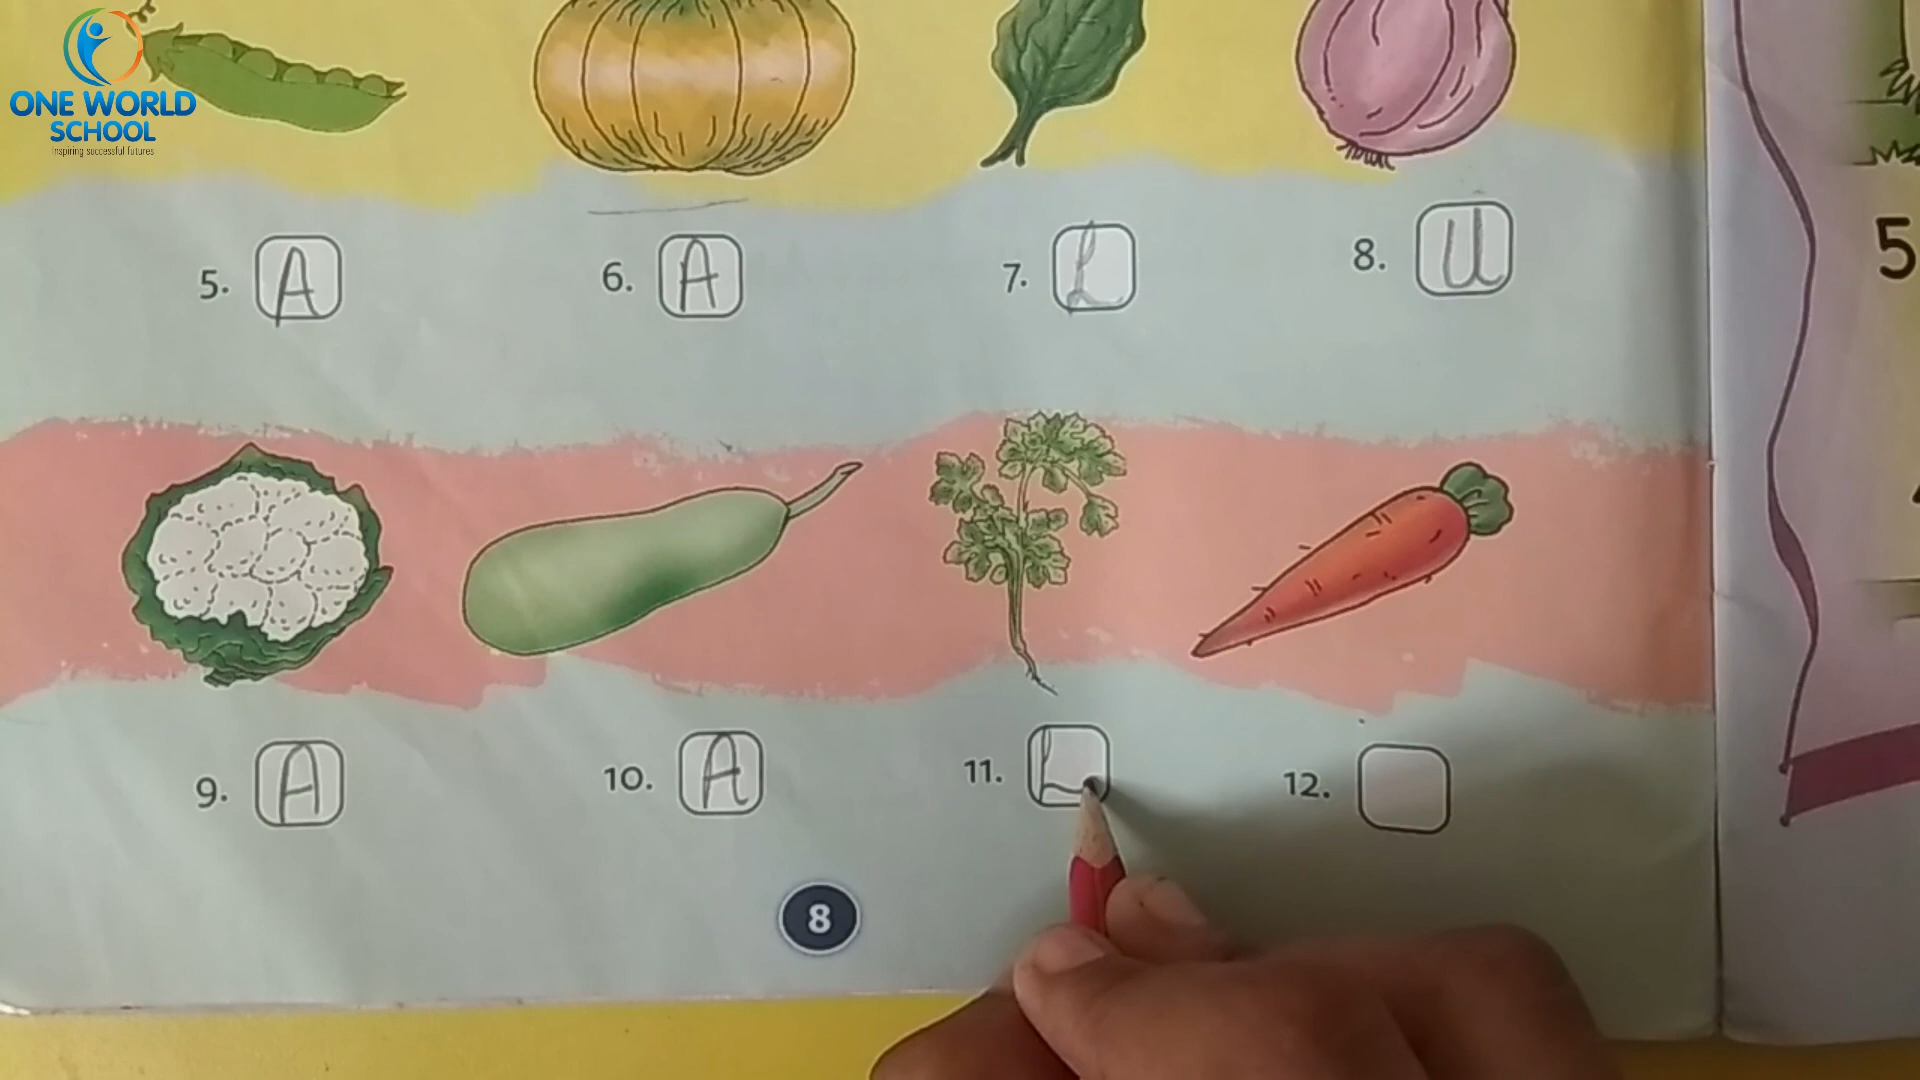 ONE WORLD
SCHOOL
inspiring successful futures
5. A
6. A
7. L
8. U
5
9. A
10. A
11. L
12.
8